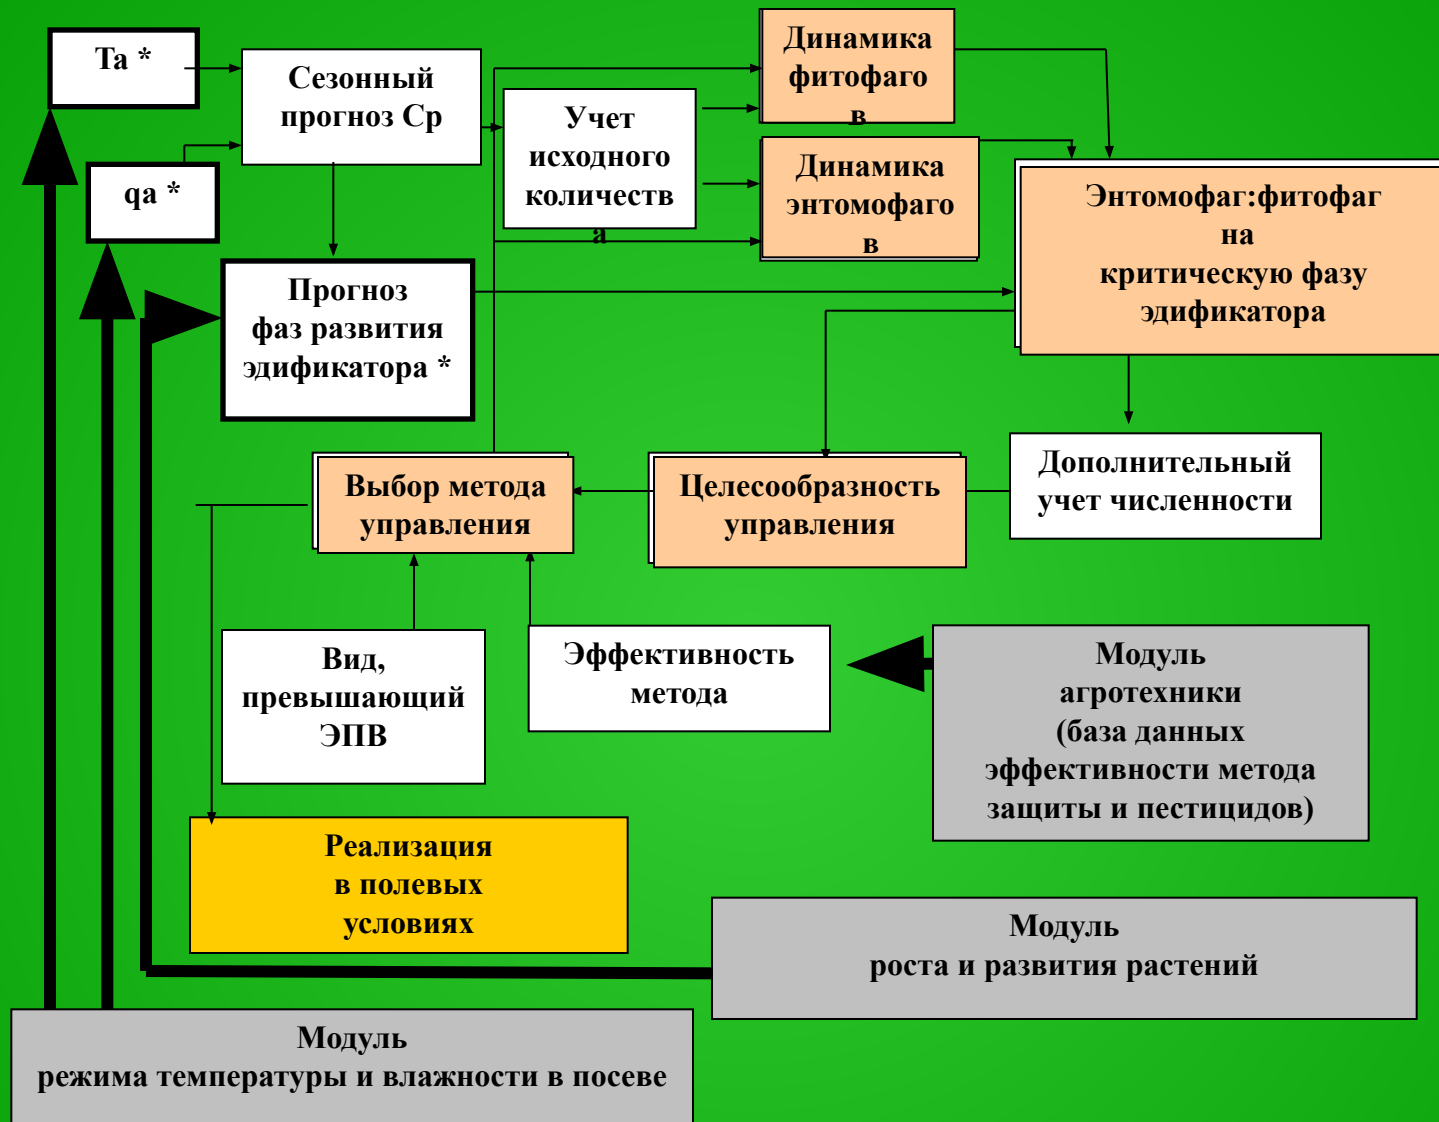 Та *
Сезонный
прогноз Ср
qa *
Учет
исходного
количеств
а
Динамика
фитофаго
в
Динамика
энтомофаго
в
Энтомофаг:фитофаг
на
критическую фазу
эдификатора
Прогноз
фаз развития
эдификатора *
Выбор метода
управления
Целесообразность
управления
Дополнительный
учет численности
Вид,
превышающий
ЭПВ
Эффективность
метода
Модуль
агротехники
(база данных
эффективности метода
защиты и пестицидов)
Реализация
в полевых
условиях
Модуль
роста и развития растений
Модуль
режима температуры и влажности в посеве